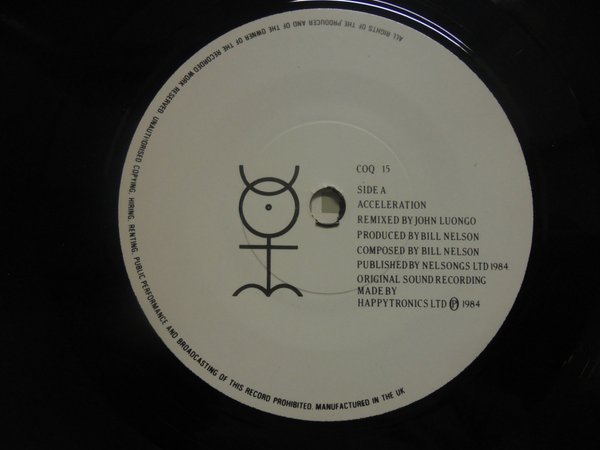 ALL RIGHTS OF THE PRODUCER AND OF THE OWNER OF THE RECORDED WORK RESERVED. UNAUTHORISED COPYING, HIRING, RENTING, PUBLIC PERFORMANCE AND BROADCASTING OF THIS RECORD PROHIBITED. MANUFACTURED IN THE UK
COQ 15
SIDE A
ACCELERATION
REMIXED BY JOHN LUONGO
PRODUCED BY BILL NELSON
COMPOSED BY BILL NELSON
PUBLISHED BY NELSONGS LTD 1984
ORIGINAL SOUND RECORDING
MADE BY
HAPPYTRONICS LTD ℗ 1984